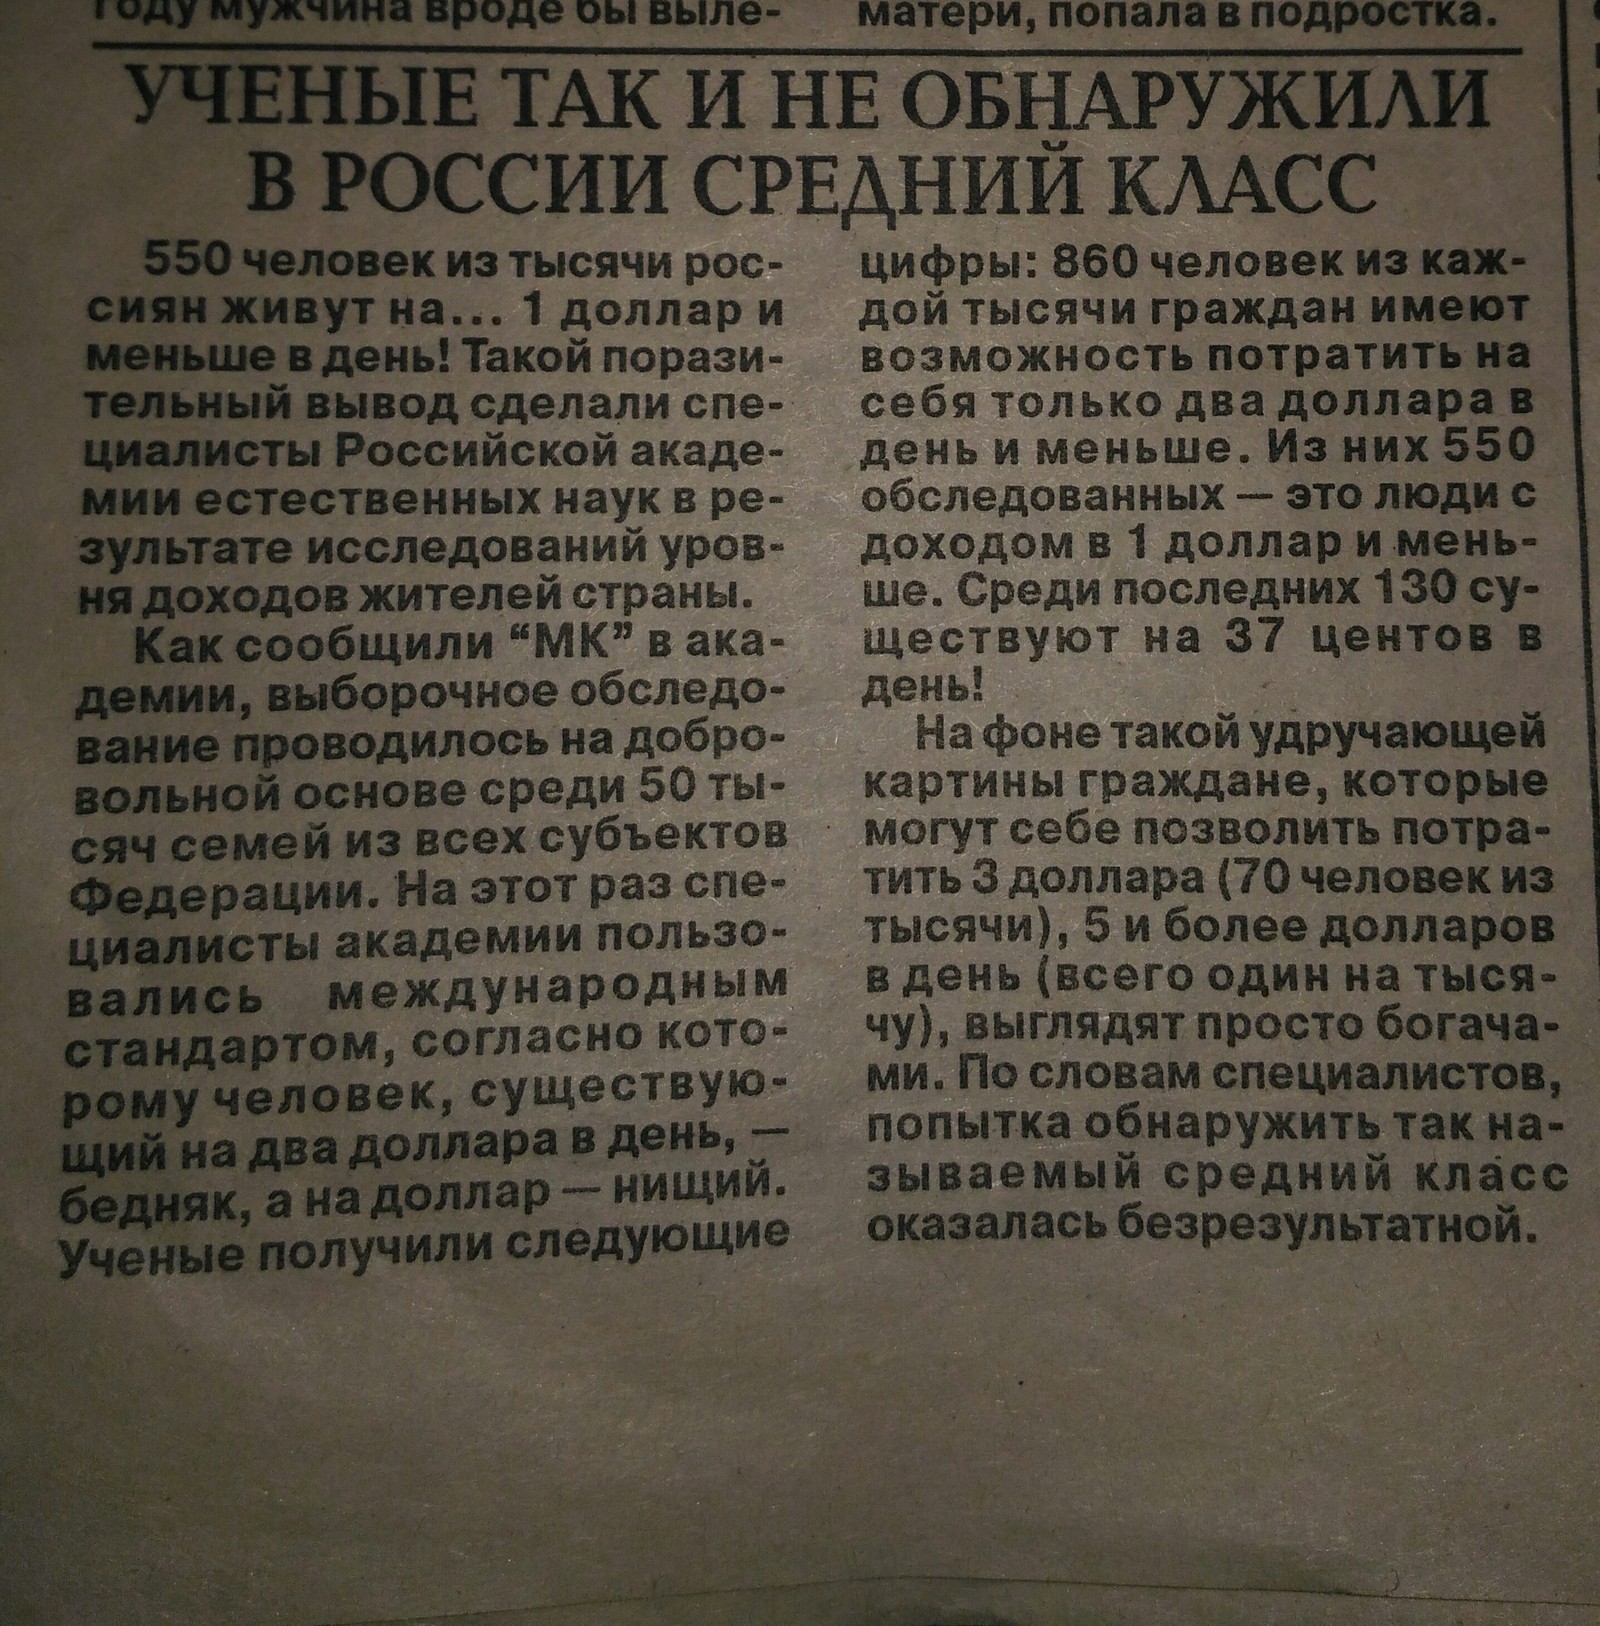 году мужчина вроде бы выле-
матери, попала в подростка.
УЧЕНЫЕ ТАК И НЕ ОБНАРУЖИЛИ
В РОССИИ СРЕДНИЙ КЛАСС
550 человек из тысячи рос-
сиян живут на... 1 доллар и
меньше в день! Такой порази-
тельный вывод сделали спе-
циалисты Российской акаде-
мии естественных наук в ре-
зультате исследований уров-
ня доходов жителей страны.
Как сообщили “МК” в ака-
демии, выборочное обследо-
вание проводилось на добро-
вольной основе среди 50 ты-
сяч семей из всех субъектов
Федерации. На этот раз спе-
циалисты академии пользо-
вались международным
стандартом, согласно кото-
рому человек, существую-
щий на два доллара в день, —
бедняк, а на доллар — нищий.
Ученые получили следующие
цифры: 860 человек из каж-
дой тысячи граждан имеют
возможность потратить на
себя только два доллара в
день и меньше. Из них 550
обследованных — это люди с
доходом в 1 доллар и мень-
ше. Среди последних 130 су-
ществуют на 37 центов в
день!
На фоне такой удручающей
картины граждане, которые
могут себе позволить потра-
тить 3 доллара (70 человек из
тысячи), 5 и более долларов
в день (всего один на тыся-
чу), выглядят просто богача-
ми. По словам специалистов,
попытка обнаружить так на-
зываемый средний класс
оказалась безрезультатной.